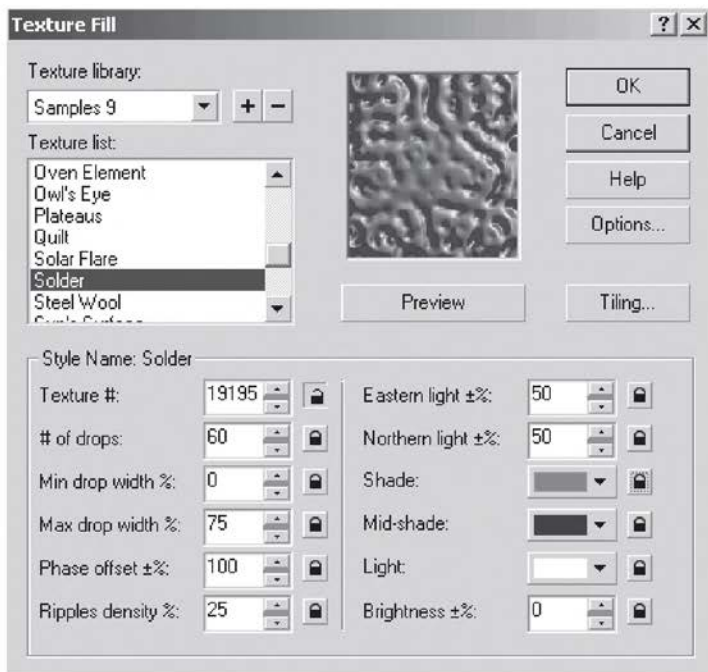 Texture Fill
Texture library:
Samples 9
Texture list:
Oven Element
Owl's Eye
Plateaus
Quilt
Solar Flare
Solder
Steel Wool
OK
Cancel
Help
Options...
Preview
Tiling...
Style Name: Solder
Texture #: 19195
# of drops: 60
Min drop width %: 0
Max drop width %: 75
Phase offset ±%: 100
Ripples density %: 25
Eastern light ±%: 50
Northern light ±%: 50
Shade:
Mid-shade:
Light:
Brightness ±%: 0